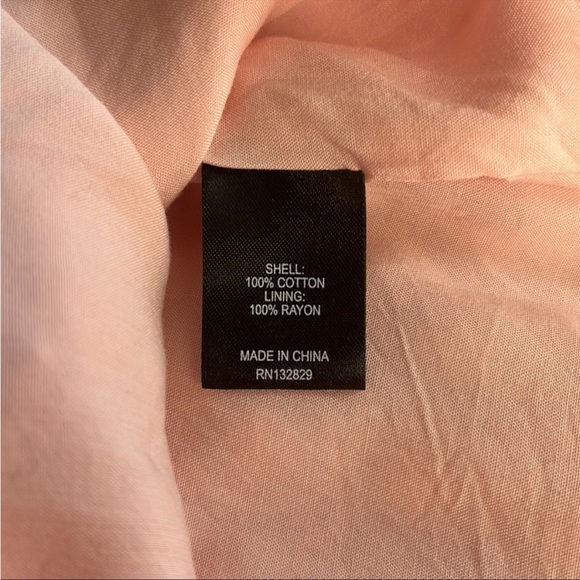 SHELL:
100% COTTON
LINING:
100% RAYON
MADE IN CHINA
RN132829